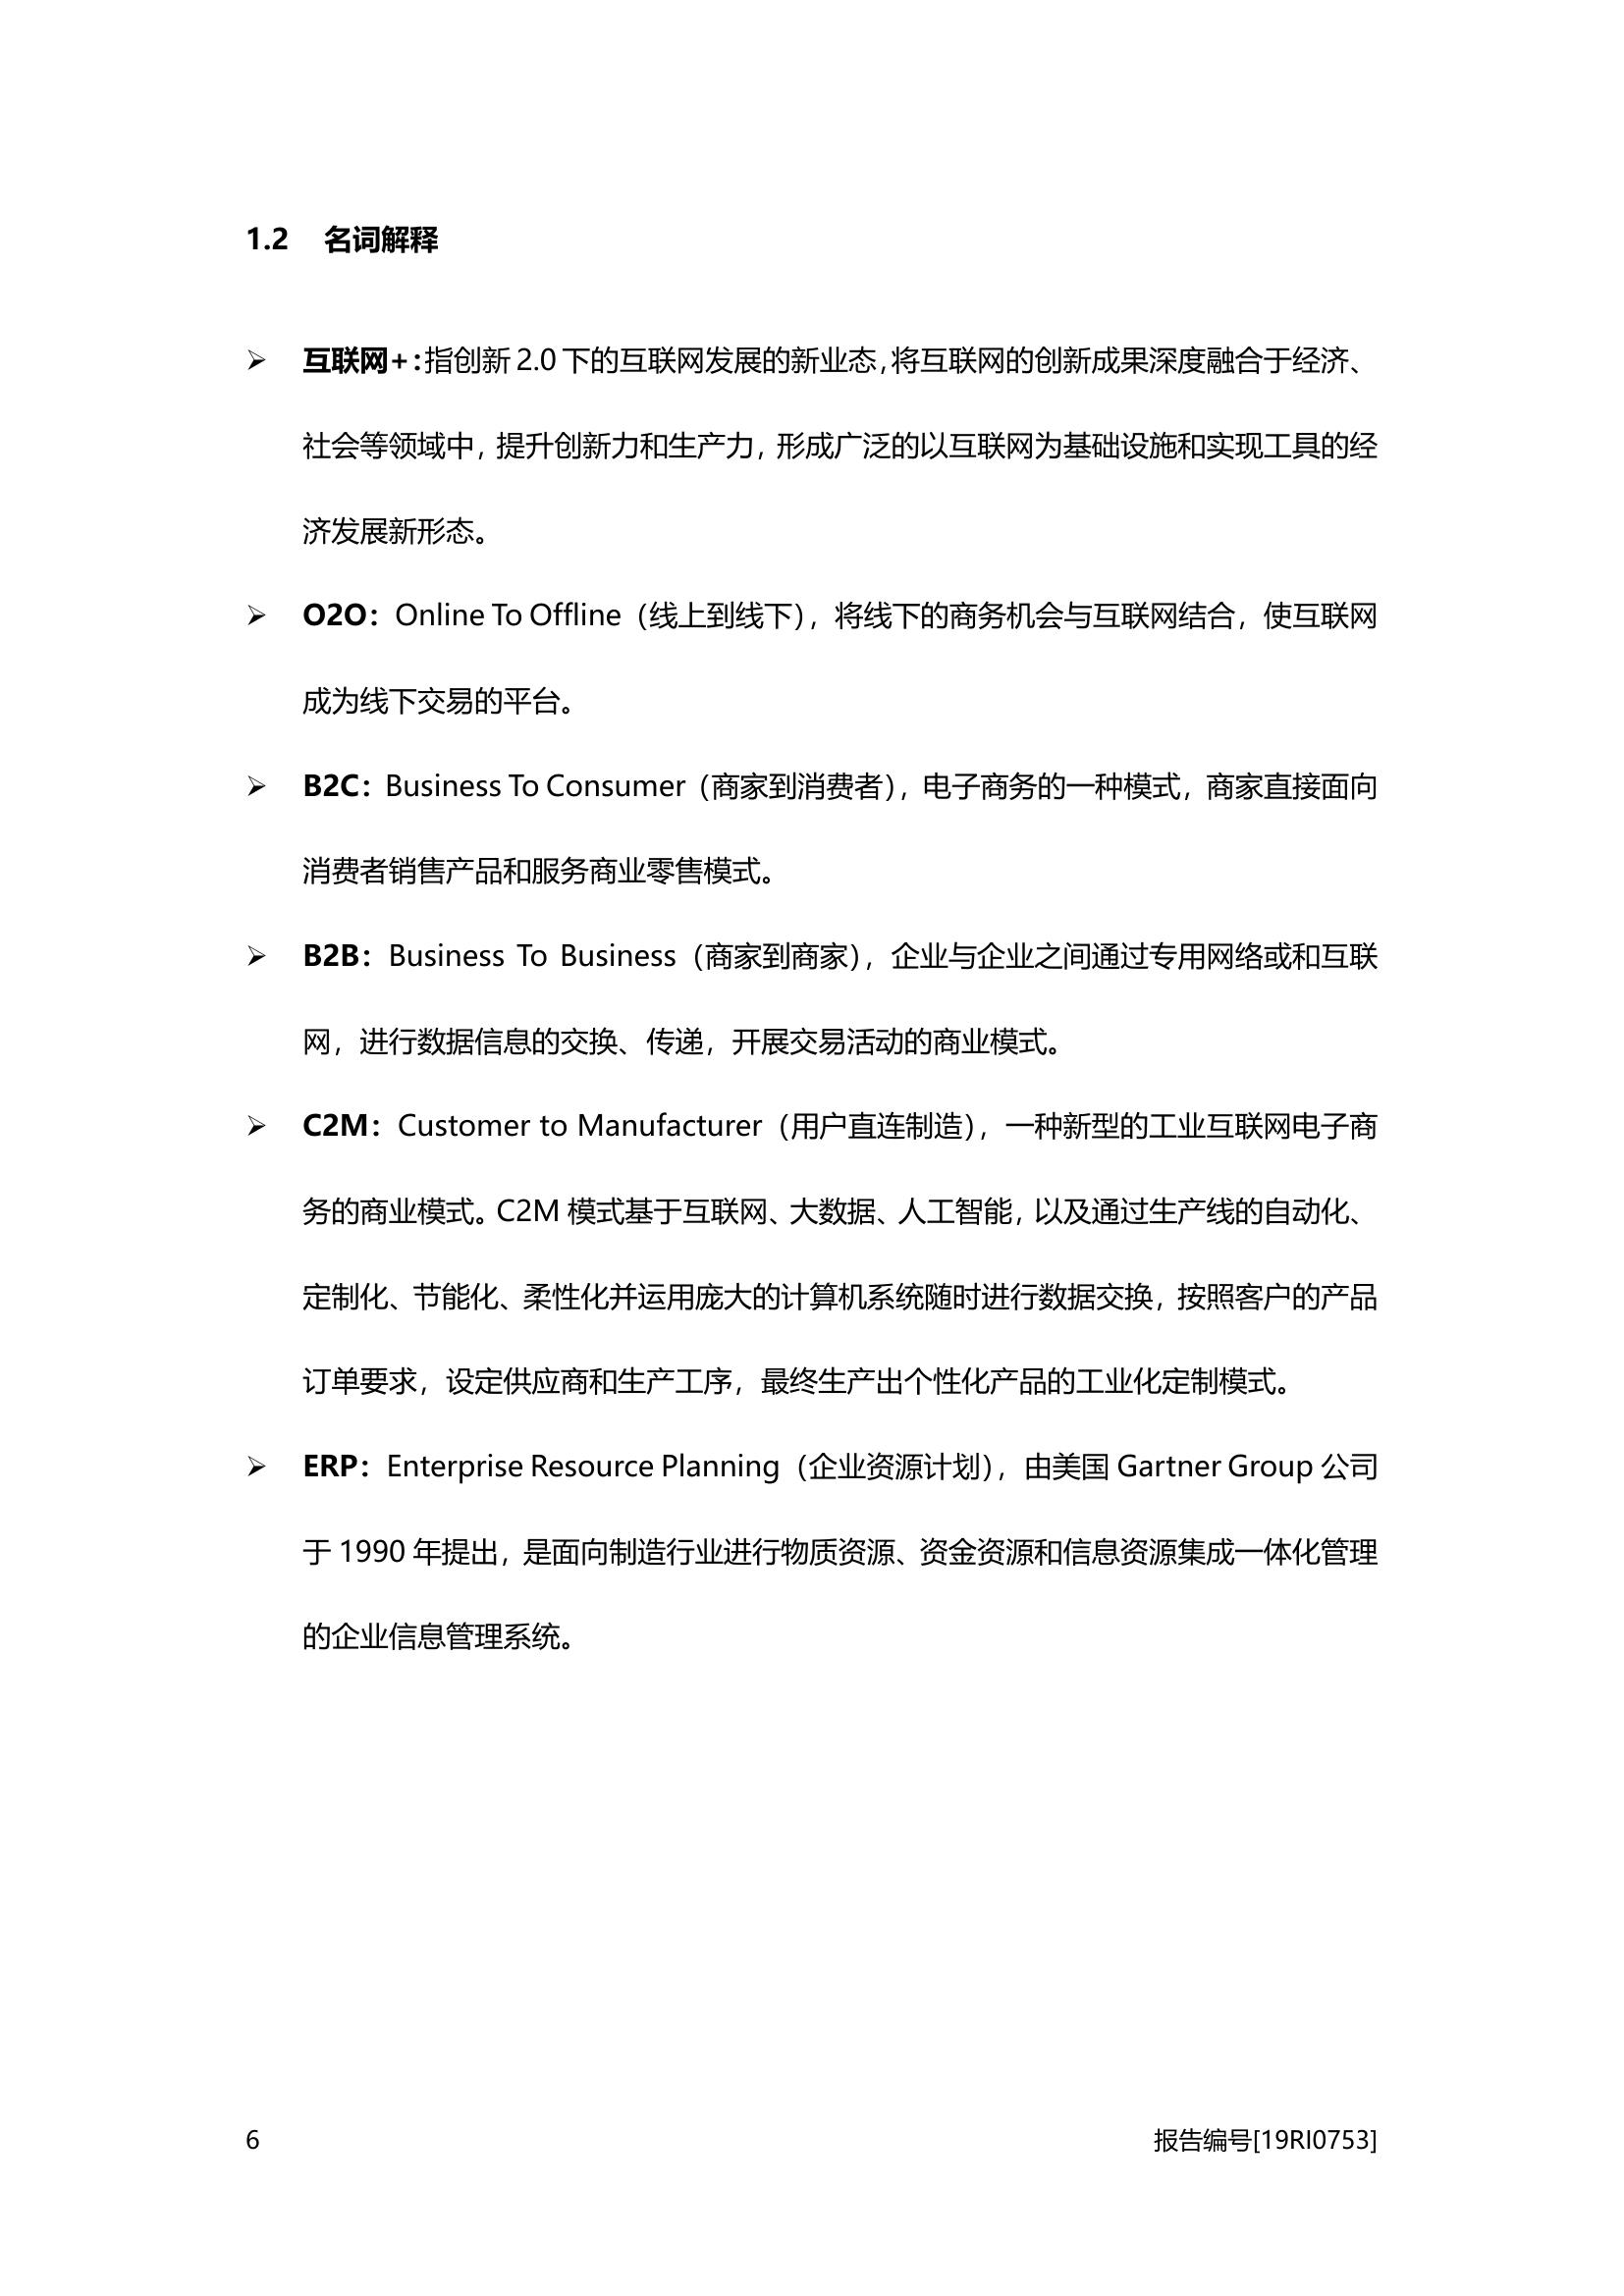 1.2 名词解释
➢ 互联网+：指创新 2.0 下的互联网发展的新业态，将互联网的创新成果深度融合于经济、
社会等领域中，提升创新力和生产力，形成广泛的以互联网为基础设施和实现工具的经
济发展新形态。
➢ O2O：Online To Offline（线上到线下），将线下的商务机会与互联网结合，使互联网
成为线下交易的平台。
➢ B2C：Business To Consumer（商家到消费者），电子商务的一种模式，商家直接面向
消费者销售产品和服务商业零售模式。
➢ B2B：Business To Business（商家到商家），企业与企业之间通过专用网络或和互联
网，进行数据信息的交换、传递，开展交易活动的商业模式。
➢ C2M：Customer to Manufacturer（用户直连制造），一种新型的工业互联网电子商
务的商业模式。C2M 模式基于互联网、大数据、人工智能，以及通过生产线的自动化、
定制化、节能化、柔性化并运用庞大的计算机系统随时进行数据交换，按照客户的产品
订单要求，设定供应商和生产工序，最终生产出个性化产品的工业化定制模式。
➢ ERP：Enterprise Resource Planning（企业资源计划），由美国 Gartner Group 公司
于 1990 年提出，是面向制造行业进行物质资源、资金资源和信息资源集成一体化管理
的企业信息管理系统。
6 报告编号[19RI0753]